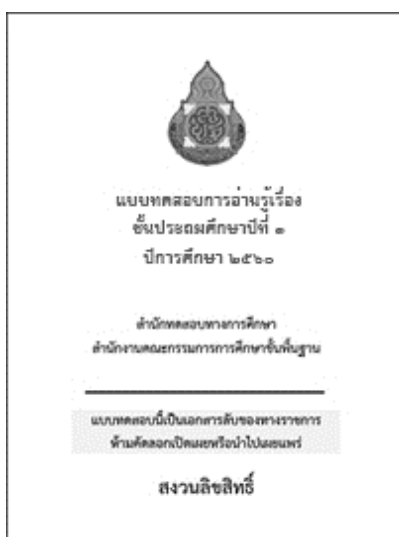 แบบทดสอบการอ่านรู้เรื่อง
ชั้นประถมศึกษาปีที่ ๑
ปีการศึกษา ๒๕๖๐
สำนักทดสอบทางการศึกษา
สำนักงานคณะกรรมการการศึกษาขั้นพื้นฐาน
แบบทดสอบนี้เป็นเอกสารลับของทางราชการ
ห้ามคัดลอกเปิดเผยหรือนำไปเผยแพร่
สงวนลิขสิทธิ์